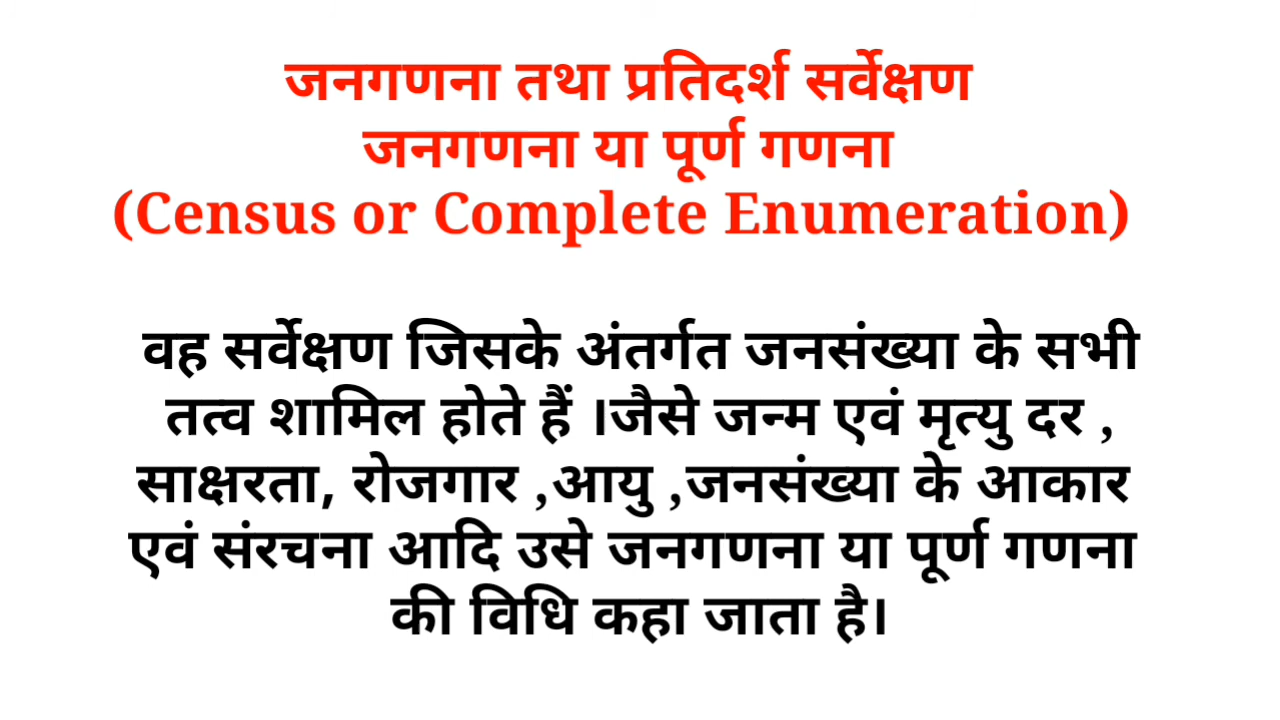 जनगणना तथा प्रतिदर्श सर्वेक्षण
जनगणना या पूर्ण गणना
(Census or Complete Enumeration)
वह सर्वेक्षण जिसके अंतर्गत जनसंख्या के सभी
तत्व शामिल होते हैं ।जैसे जन्म एवं मृत्यु दर ,
साक्षरता, रोजगार ,आयु ,जनसंख्या के आकार
एवं संरचना आदि उसे जनगणना या पूर्ण गणना
की विधि कहा जाता है।